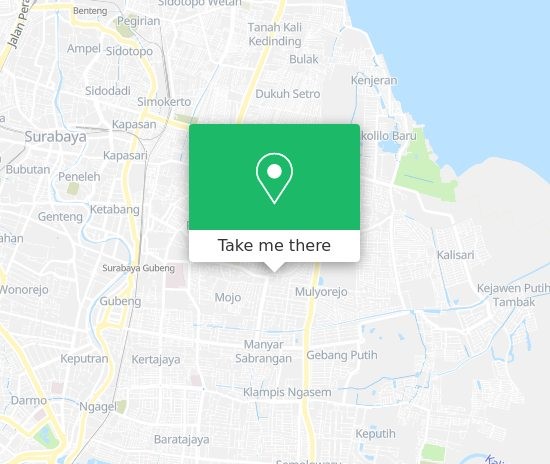 Sidotopo Wetan
Benteng
Pegirian
Jalan Pera
Tanah Kali
Kedinding
Ampel
Sidotopo
Bulak
Kenjeran
Sidodadi
Dukuh Setro
Simokerto
Kapasan
Surabaya
kolilo Baru
Kapasari
Bubutan
Peneleh
Ketabang
Genteng
ahan
Take me there
Kalisari
Surabaya Gubeng
Wonorejo
Gubeng
Mojo
Mulyorejo
Kejawen Putih
Tambak
Manyar
Sabrangan
Gebang Putih
Keputran
Kertajaya
Klampis Ngasem
Darmo
Ngagel
Baratajaya
Keputih
Semolowaru
Kali